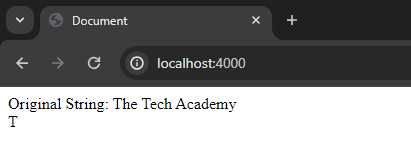 Document
localhost:4000
Original String: The Tech Academy
T